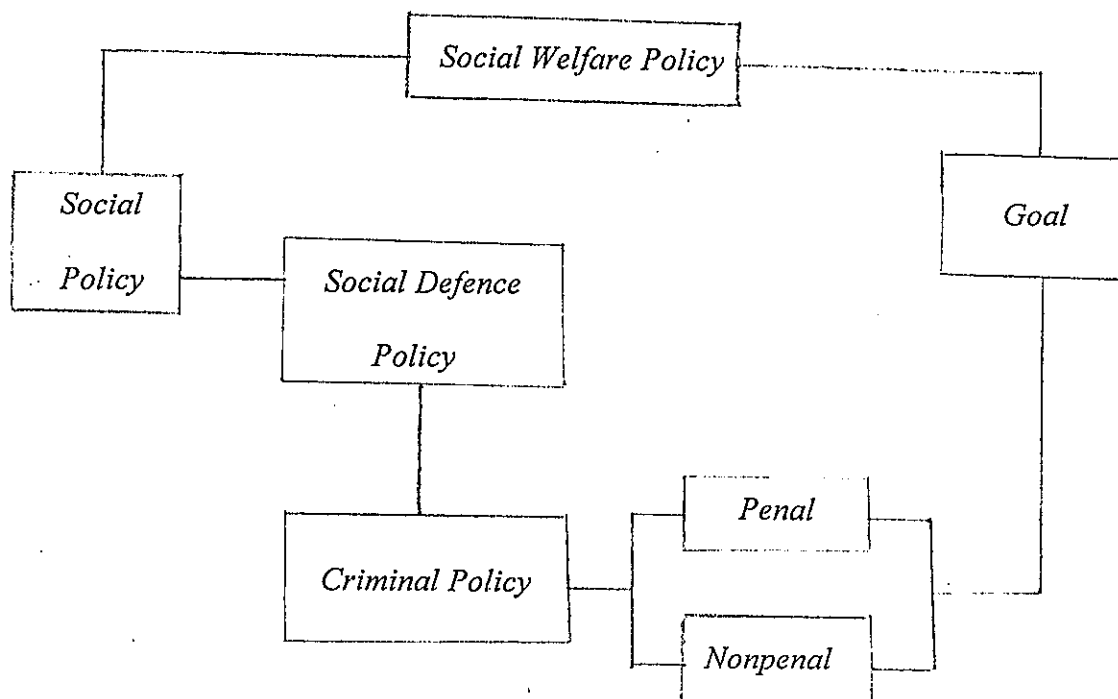 Social Welfare Policy
Social
Policy
Goal
Social Defence
Policy
Penal
Criminal Policy
Nonpenal